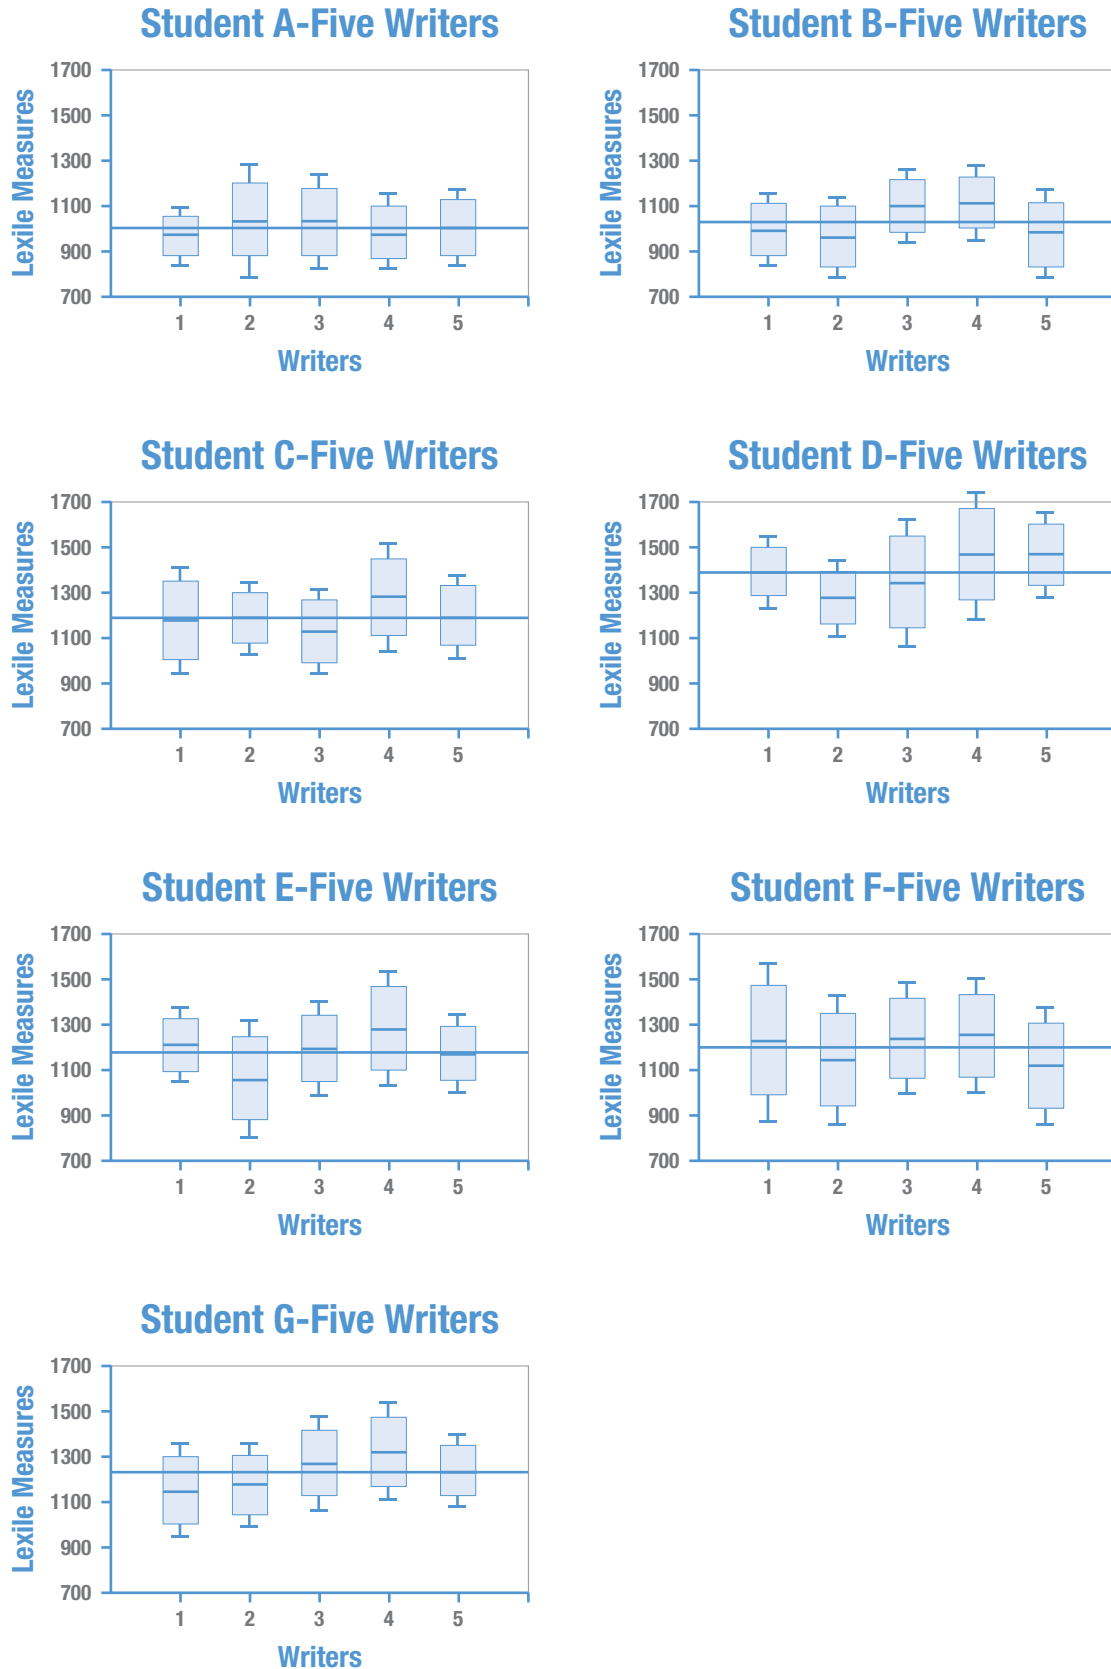 Student A-Five Writers
Lexile Measures
1700
1500
1300
1100
900
700
1 2 3 4 5
Writers
Student B-Five Writers
Lexile Measures
1700
1500
1300
1100
900
700
1 2 3 4 5
Writers
Student C-Five Writers
Lexile Measures
1700
1500
1300
1100
900
700
1 2 3 4 5
Writers
Student D-Five Writers
Lexile Measures
1700
1500
1300
1100
900
700
1 2 3 4 5
Writers
Student E-Five Writers
Lexile Measures
1700
1500
1300
1100
900
700
1 2 3 4 5
Writers
Student F-Five Writers
Lexile Measures
1700
1500
1300
1100
900
700
1 2 3 4 5
Writers
Student G-Five Writers
Lexile Measures
1700
1500
1300
1100
900
700
1 2 3 4 5
Writers